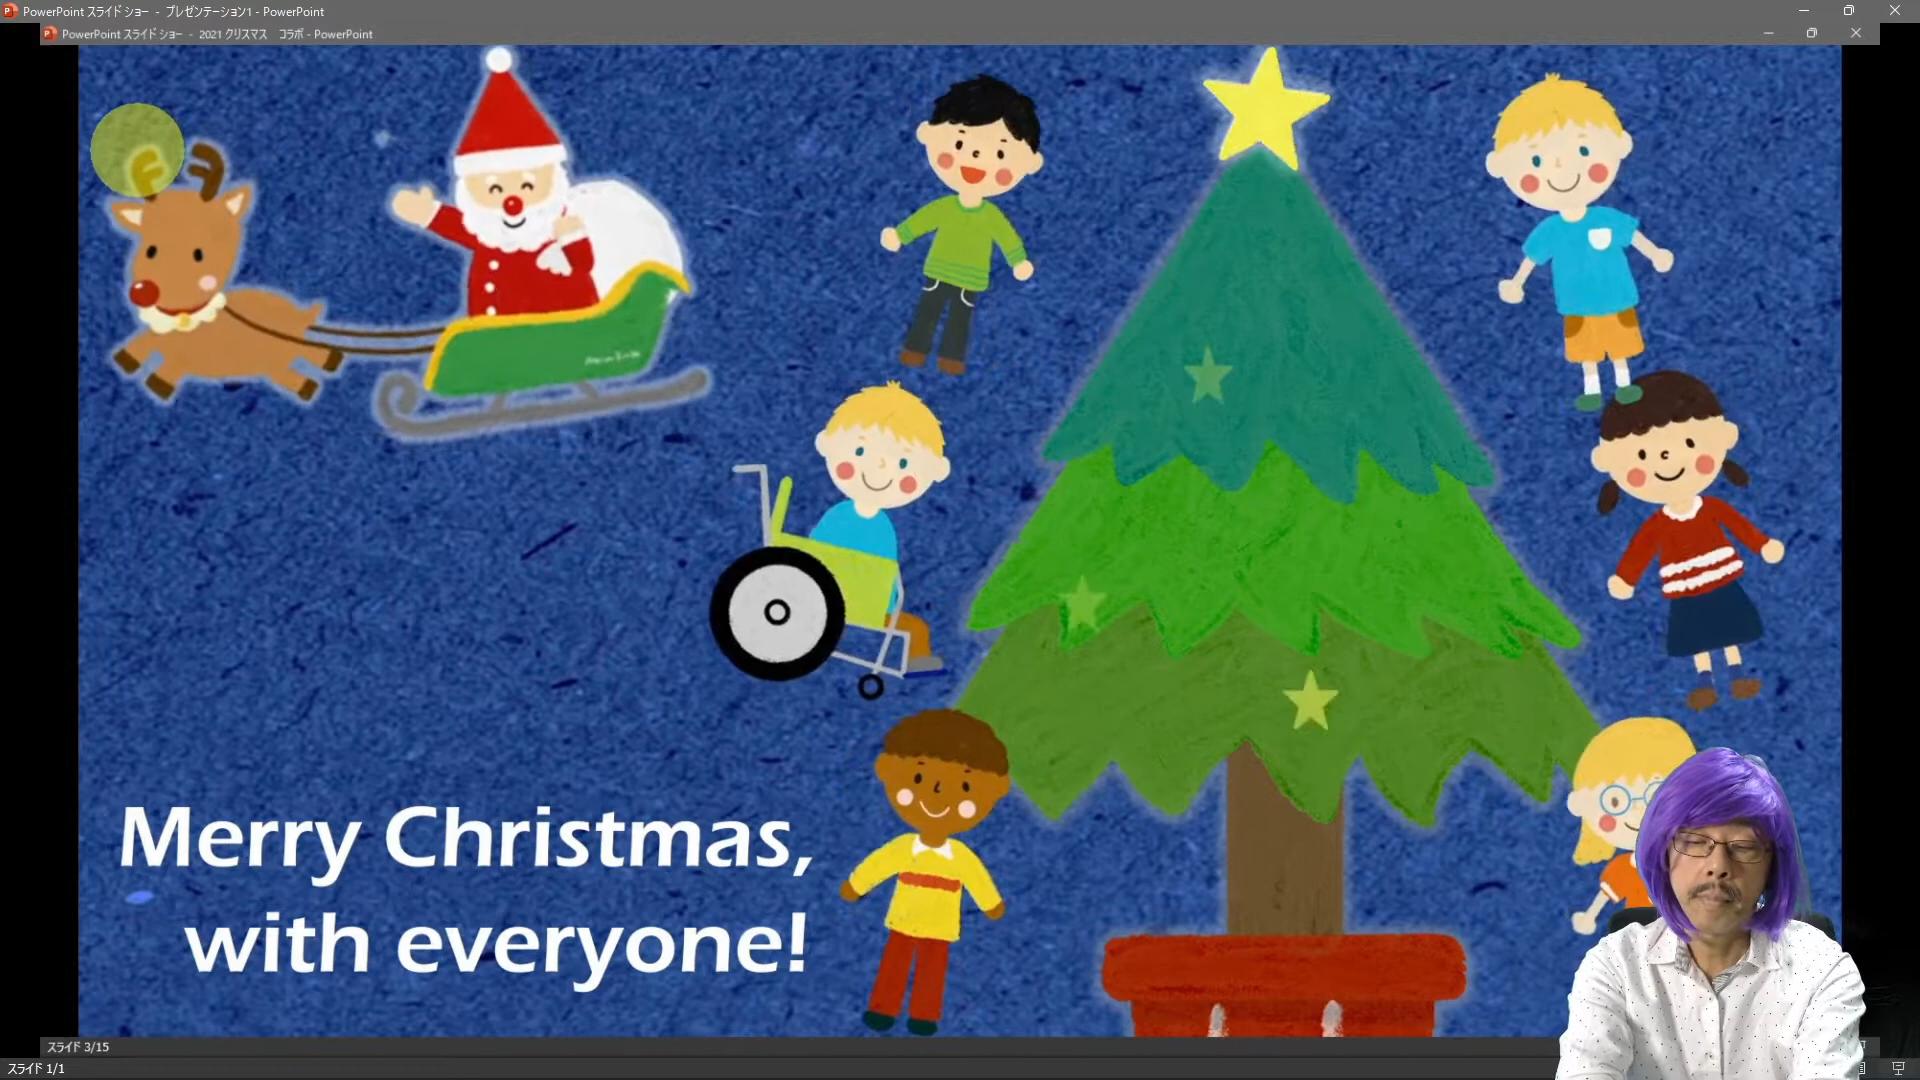 PowerPoint スライド ショー - プレゼンテーション1 - PowerPoint
PowerPoint スライド ショー - 2021 クリスマス　コラボ - PowerPoint
Merry Christmas,
with everyone!
スライド 3/15
スライド 1/1